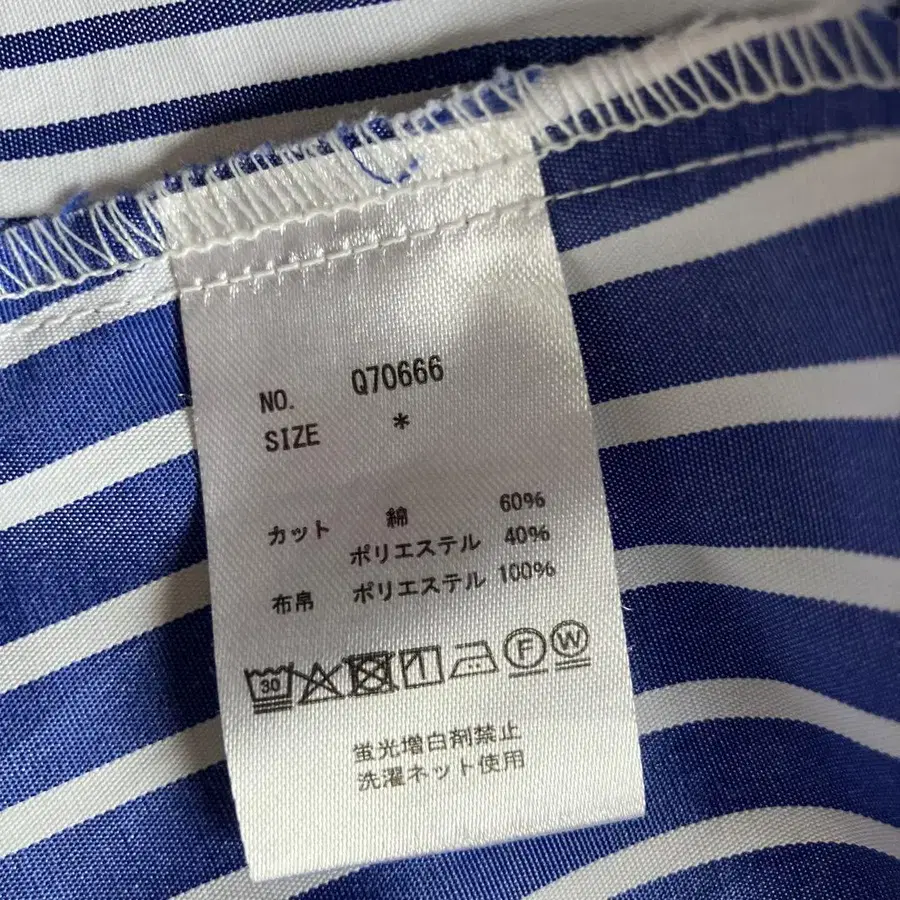 NO. Q70666
SIZE *
カット 綿 60%
ポリエステル 40%
布帛 ポリエステル 100%
30 F W
蛍光増白剤禁止
洗濯ネット使用